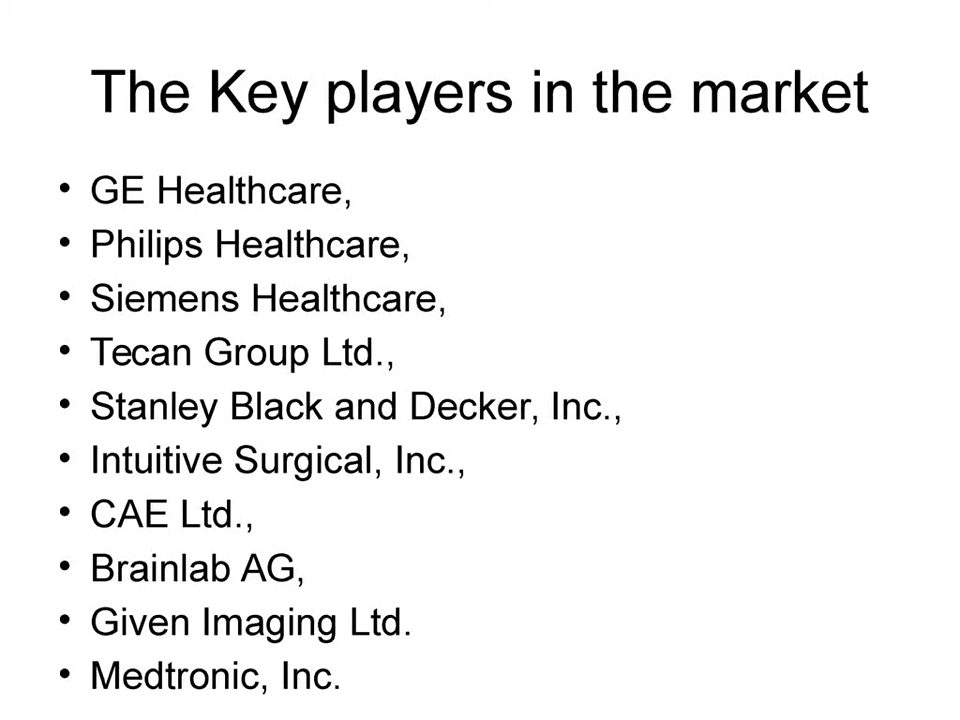 The Key players in the market
• GE Healthcare,
• Philips Healthcare,
• Siemens Healthcare,
• Tecan Group Ltd.,
• Stanley Black and Decker, Inc.,
• Intuitive Surgical, Inc.,
• CAE Ltd.,
• Brainlab AG,
• Given Imaging Ltd.
• Medtronic, Inc.